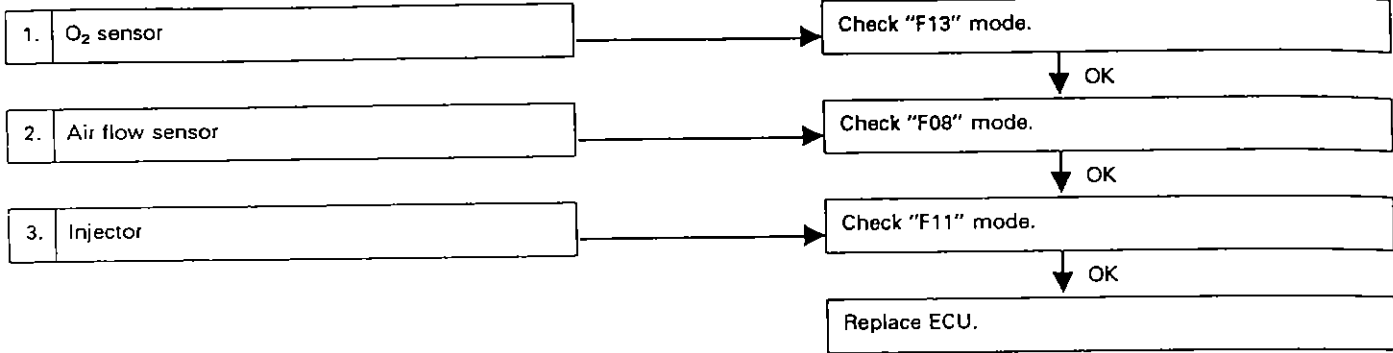 1. O₂ sensor
Check "F13" mode.
OK
2. Air flow sensor
Check "F08" mode.
OK
3. Injector
Check "F11" mode.
OK
Replace ECU.